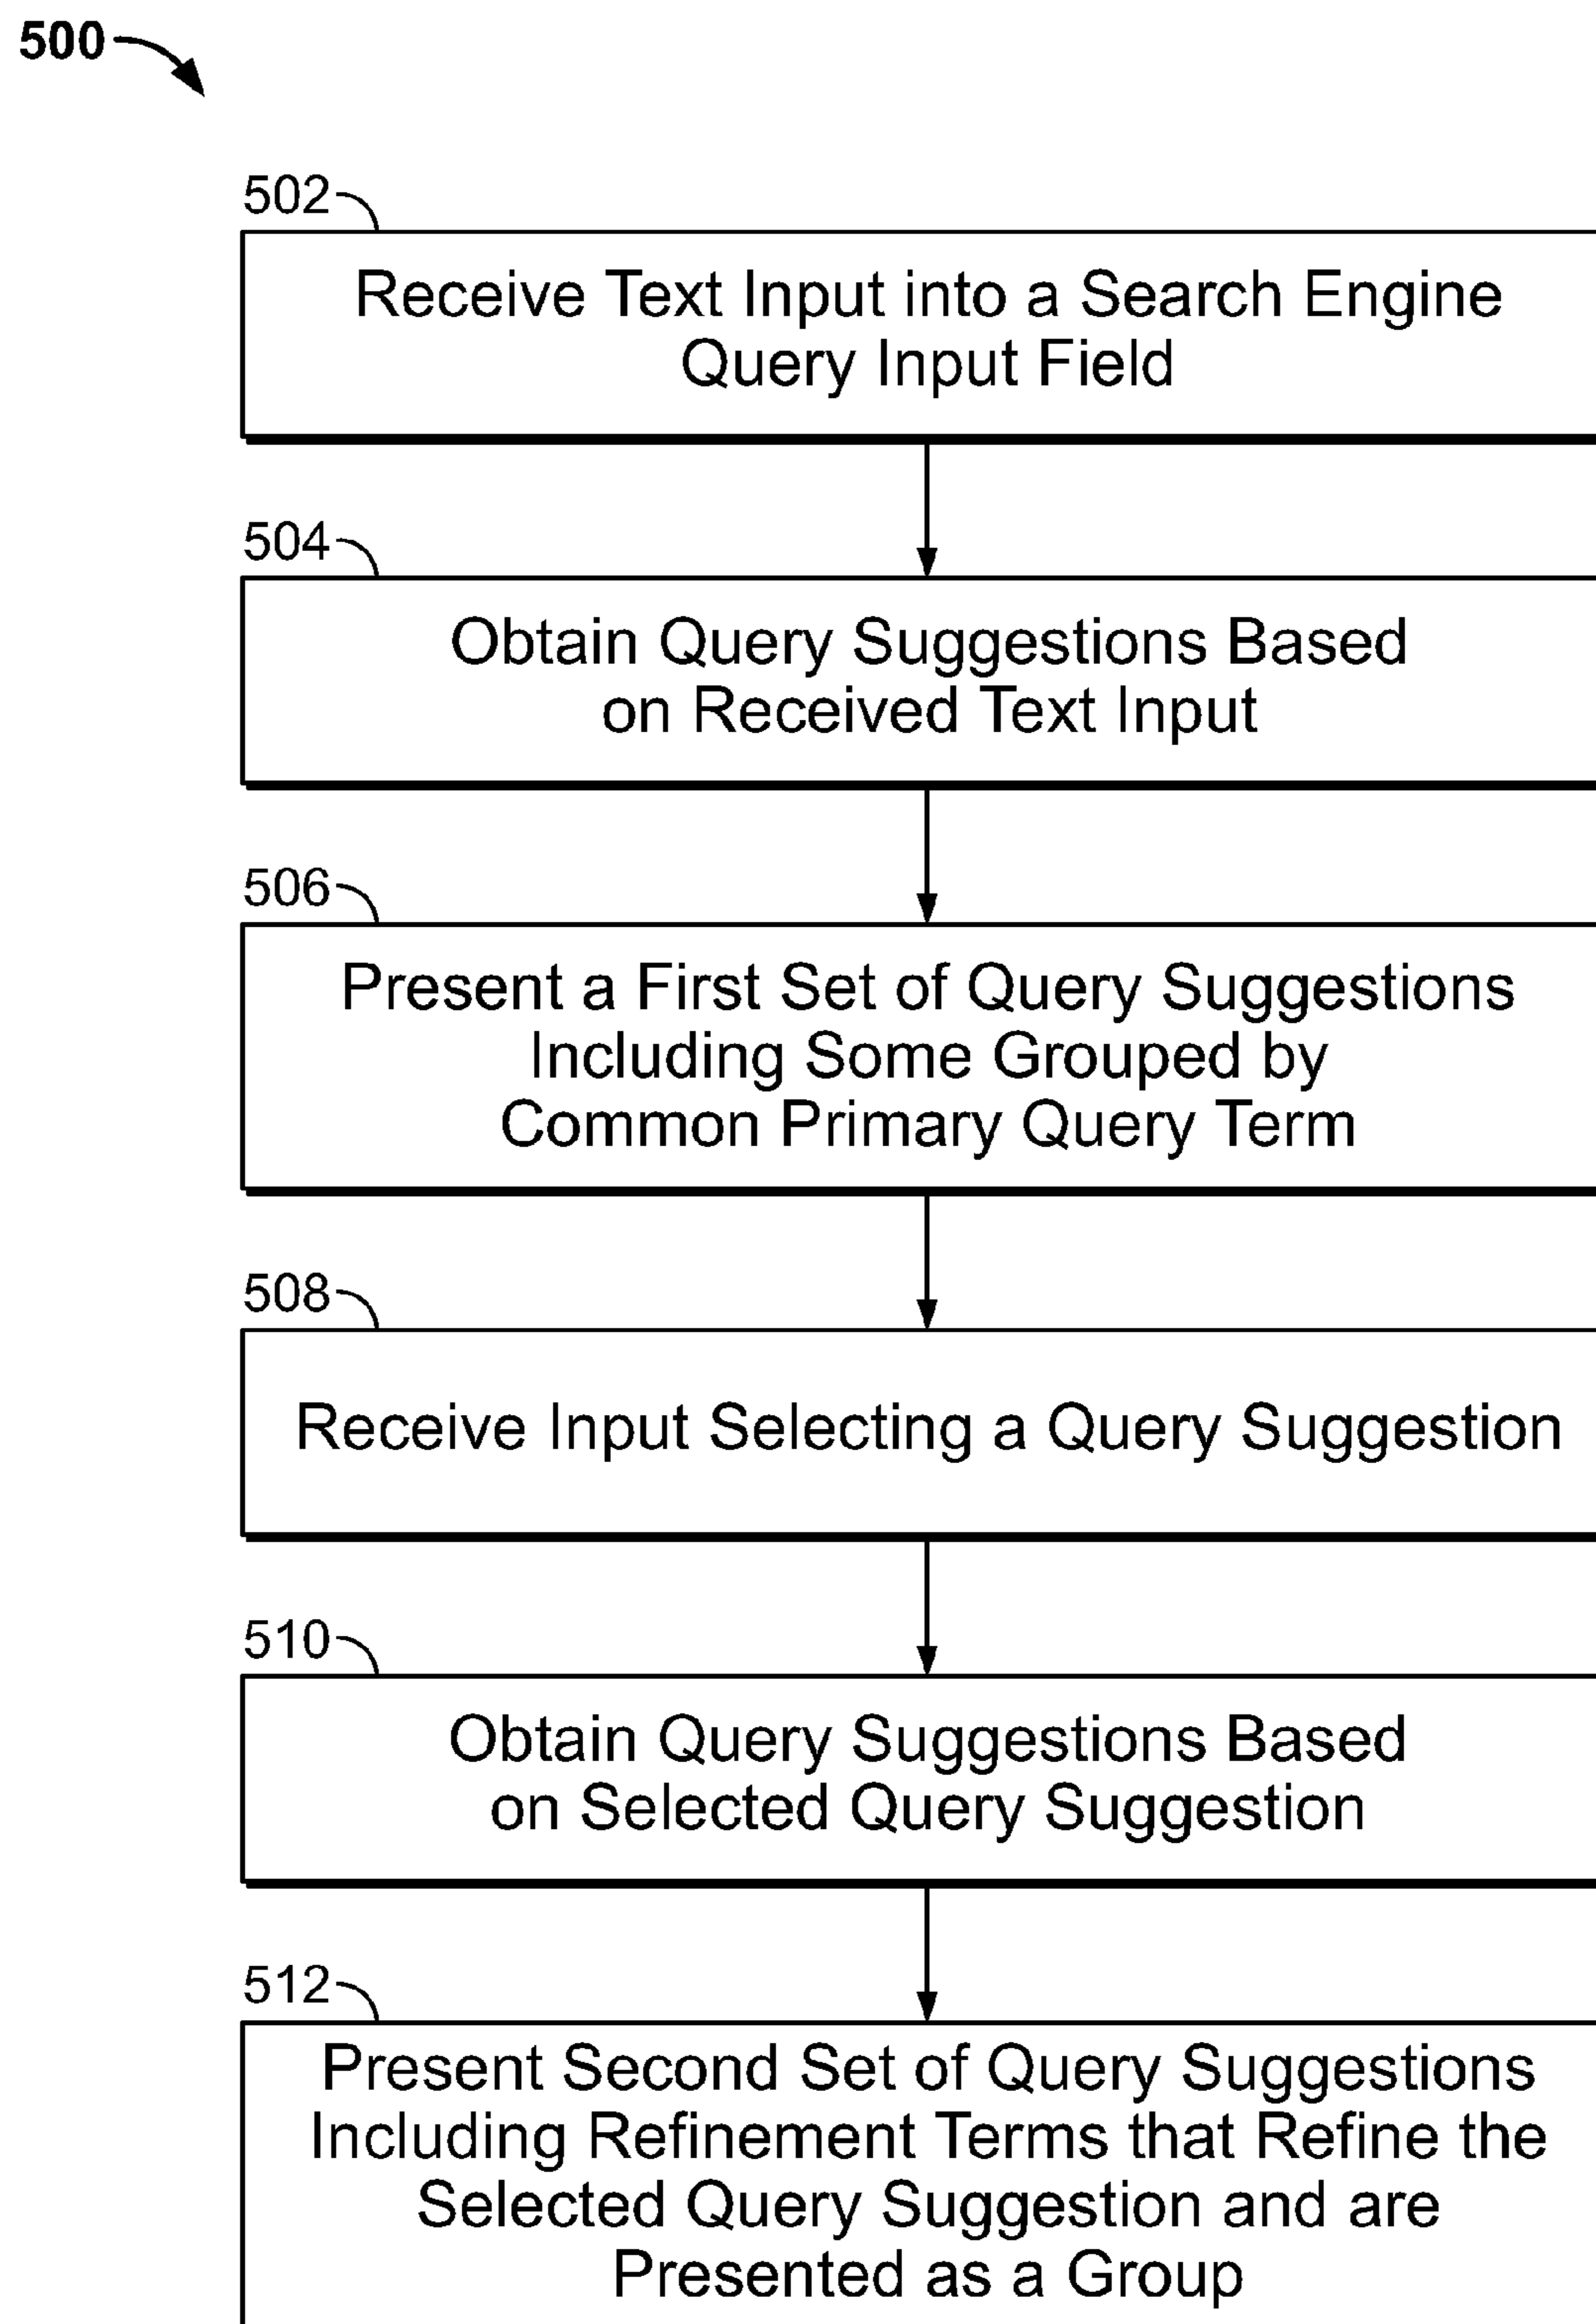 500
502
Receive Text Input into a Search Engine
Query Input Field
504
Obtain Query Suggestions Based
on Received Text Input
506
Present a First Set of Query Suggestions
Including Some Grouped by
Common Primary Query Term
508
Receive Input Selecting a Query Suggestion
510
Obtain Query Suggestions Based
on Selected Query Suggestion
512
Present Second Set of Query Suggestions
Including Refinement Terms that Refine the
Selected Query Suggestion and are
Presented as a Group